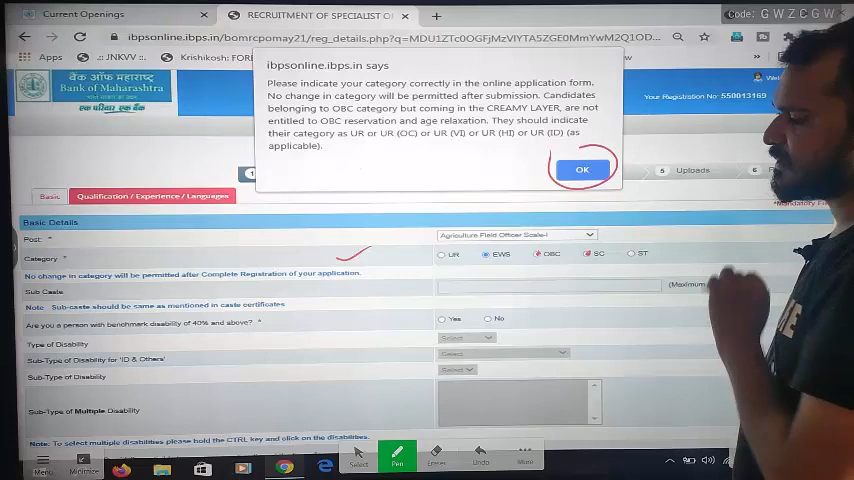 Current Openings
RECRUITMENT OF SPECIALIST O
Code: G W Z C G W
ibpsonline.ibps.in/bomrcpomay21/reg_details.php?q=MDU1ZTc0OGFjMzVIYTA5ZGE0MmYwM2Q1OD...
Apps
.:: JNKVV ::.
Krishikosh: FOR
ibpsonline.ibps.in says
Please indicate your category correctly in the online application form.
No change in category will be permitted after submission. Candidates
belonging to OBC category but coming in the CREAMY LAYER, are not
entitled to OBC reservation and age relaxation. They should indicate
their category as UR or UR (OC) or UR (VI) or UR (HI) or UR (ID) (as
applicable).
OK
बैंक ऑफ महाराष्ट्र
Bank of Maharashtra
एक परिवार एक बैंक
Your Registration No: 550013169
1
5 Uploads
6
Basic
Qualification / Experience / Languages
*Mandatory
Basic Details
Post: *
Agriculture Field Officer Scale-I
Category *
UR EWS OBC SC ST
No change in category will be permitted after Complete Registration of your application.
Sub Caste
(Maximum
Note Sub-caste should be same as mentioned in caste certificates
Are you a person with benchmark disability of 40% and above? *
Yes No
Type of Disability
Select
Sub-Type of Disability for 'ID & Others'
Select
Sub-Type of Disability
Select
Sub-Type of Multiple Disability
Note: To select multiple disabilities please hold the CTRL key and click on the disabilities.
Menu
Minimize
Select
Pen
Eraser
Undo
More